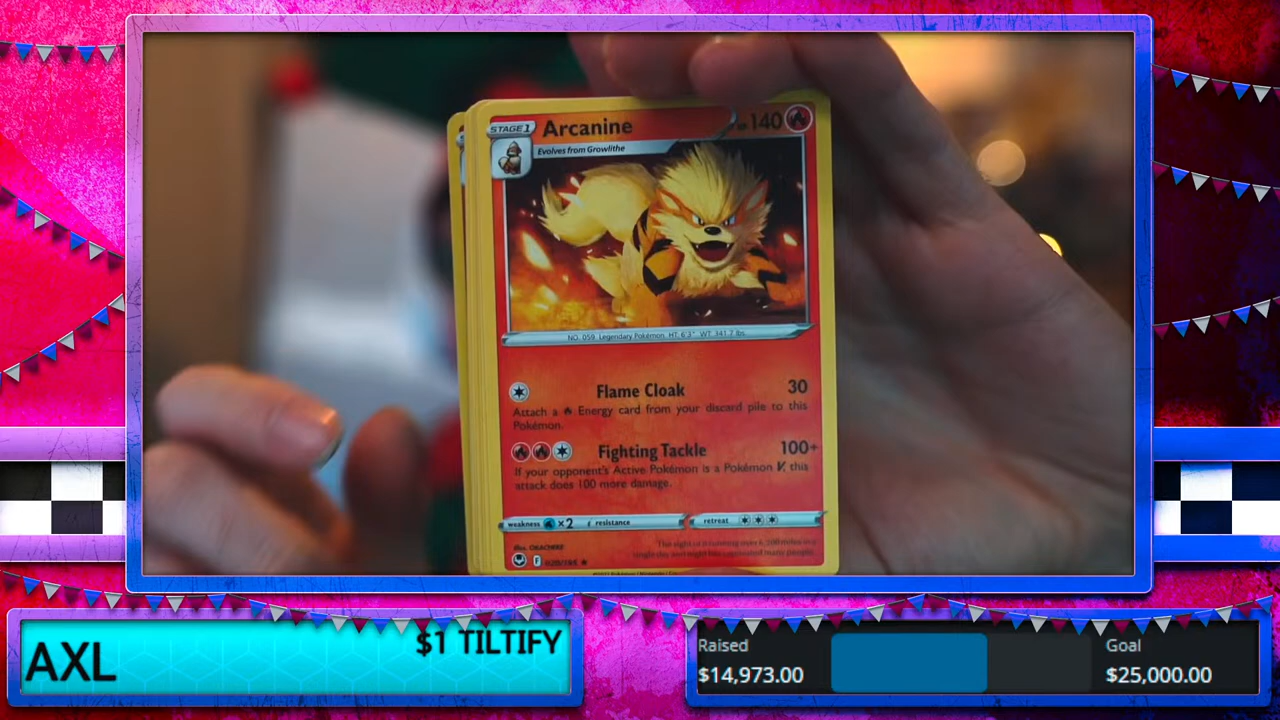 STAGE 1
Arcanine
140
Evolves from Growlithe
NO. 059 Legendary Pokémon. HT: 6'3" WT: 341.7 lbs.
Flame Cloak 30
Attach a Energy card from your discard pile to this
Pokémon.
Fighting Tackle 100+
If your opponent's Active Pokémon is a Pokémon V, this
attack does 100 more damage.
weakness ×2 resistance retreat
AXL
$1 TILTIFY
Raised
$14,973.00
Goal
$25,000.00